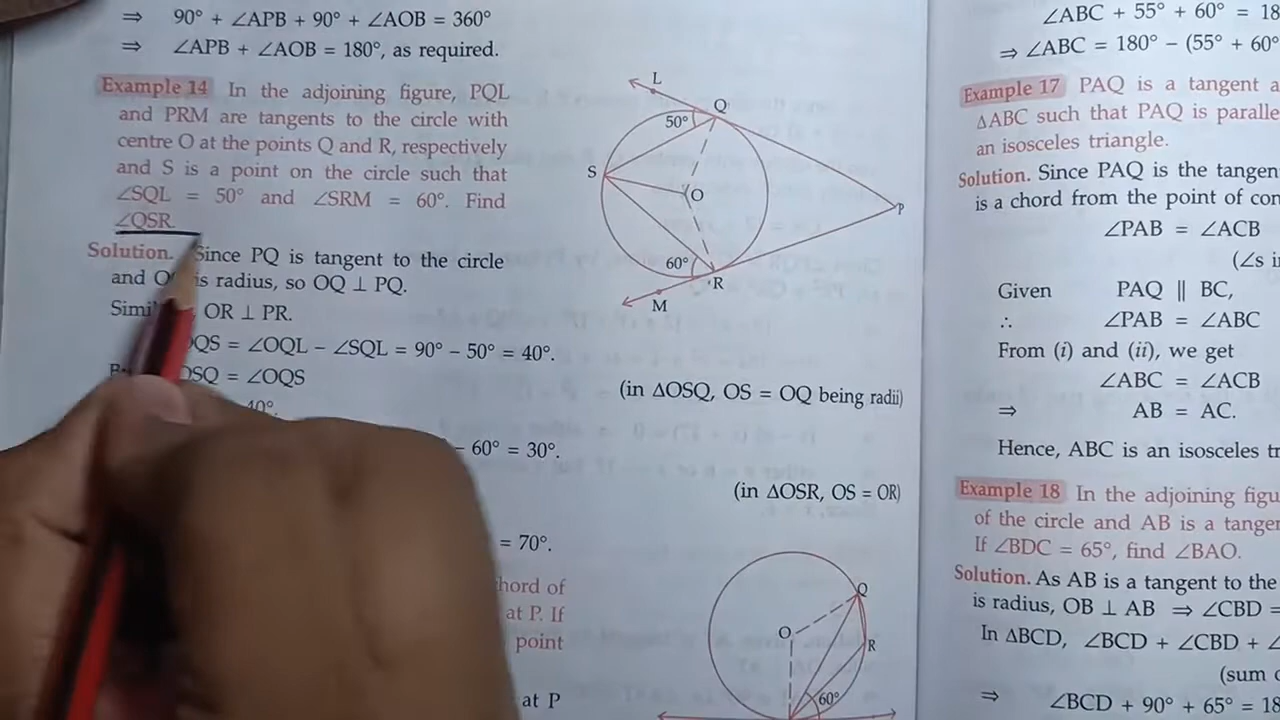 ⇒ 90° + ∠APB + 90° + ∠AOB = 360°
⇒ ∠APB + ∠AOB = 180°, as required.
Example 14 In the adjoining figure, PQL
and PRM are tangents to the circle with
centre O at the points Q and R, respectively
and S is a point on the circle such that
∠SQL = 50° and ∠SRM = 60°. Find
∠QSR.
Solution. Since PQ is tangent to the circle
and is radius, so OQ ⊥ PQ.
OR ⊥ PR.
OQS = ∠OQL – ∠SQL = 90° – 50° = 40°.
OSQ = ∠OQS
(in ΔOSQ, OS = OQ being radii)
40°.
– 60° = 30°.
(in ΔOSR, OS = OR)
= 70°.
chord of
at P. If
point
at P
L
Q
50°
S
O
P
60°
R
M
Q
O
R
60°
∠ABC + 55° + 60° = 18
⇒ ∠ABC = 180° – (55° + 60°
Example 17 PAQ is a tangent a
ΔABC such that PAQ is paralle
an isosceles triangle.
Solution. Since PAQ is the tangen
is a chord from the point of con
∠PAB = ∠ACB
(∠s i
Given PAQ || BC,
∴ ∠PAB = ∠ABC
From (i) and (ii), we get
∠ABC = ∠ACB
⇒ AB = AC.
Hence, ABC is an isosceles tr
Example 18 In the adjoining figu
of the circle and AB is a tange
If ∠BDC = 65°, find ∠BAO.
Solution. As AB is a tangent to the
is radius, OB ⊥ AB ⇒ ∠CBD =
In ΔBCD, ∠BCD + ∠CBD + ∠
(sum
⇒ ∠BCD + 90° + 65° = 18